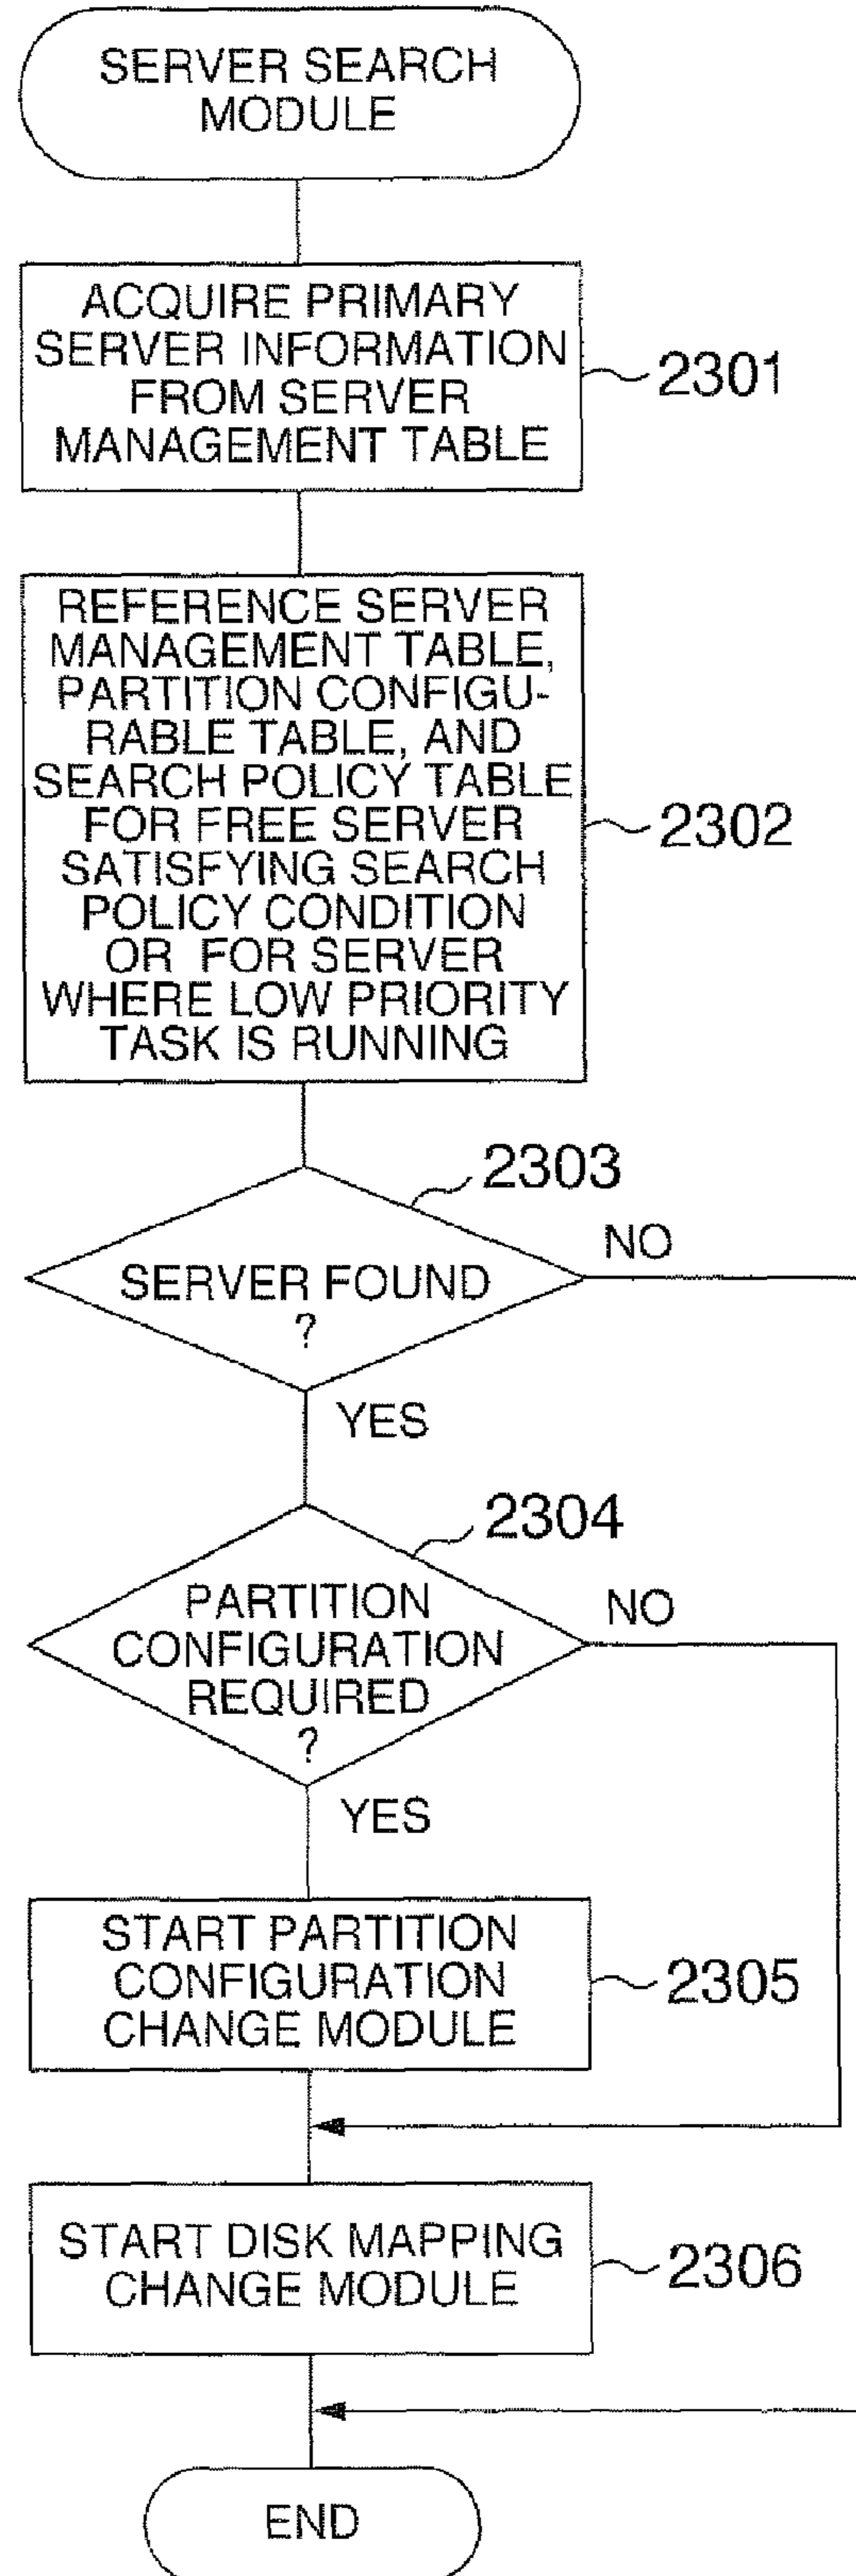 SERVER SEARCH
MODULE
ACQUIRE PRIMARY
SERVER INFORMATION
FROM SERVER
MANAGEMENT TABLE
2301
REFERENCE SERVER
MANAGEMENT TABLE,
PARTITION CONFIGU-
RABLE TABLE, AND
SEARCH POLICY TABLE
FOR FREE SERVER
SATISFYING SEARCH
POLICY CONDITION
OR FOR SERVER
WHERE LOW PRIORITY
TASK IS RUNNING
2302
2303
SERVER FOUND
?
NO
YES
2304
PARTITION
CONFIGURATION
REQUIRED
?
NO
YES
START PARTITION
CONFIGURATION
CHANGE MODULE
2305
START DISK MAPPING
CHANGE MODULE
2306
END